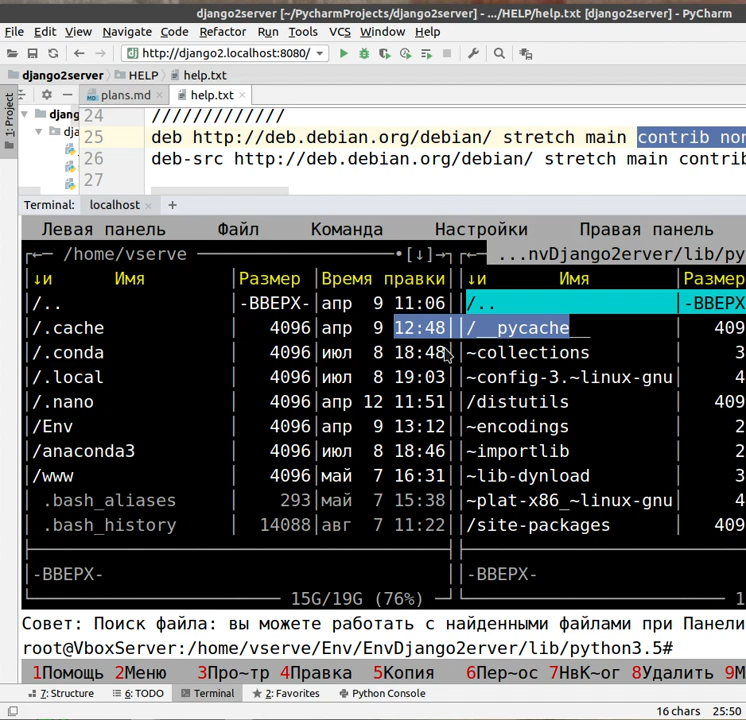 django2server [~/PycharmProjects/django2server] - .../HELP/help.txt [django2server] - PyCharm
File Edit View Navigate Code Refactor Run Tools VCS Window Help
http://django2.localhost:8080/
django2server HELP help.txt
1: Project
plans.md help.txt
djang
dja
24 /////////////
25 deb http://deb.debian.org/debian/ stretch main contrib non
26 deb-src http://deb.debian.org/debian/ stretch main contrib
27
Terminal: localhost +
Левая панель Файл Команда Настройки Правая панель
/home/vserve •[↓] ...nvDjango2erver/lib/py
↓и Имя Размер Время правки ↓и Имя Размер
/.. -ВВЕРХ- апр 9 11:06 /.. -ВВЕРХ
/.cache 4096 апр 9 12:48 /__pycache__ 409
/.conda 4096 июл 8 18:48 ~collections 3
/.local 4096 июл 8 19:03 ~config-3.~linux-gnu 3
/.nano 4096 апр 12 11:51 /distutils 409
/Env 4096 апр 9 13:12 ~encodings 2
/anaconda3 4096 июл 8 18:46 ~importlib 2
/www 4096 май 7 16:31 ~lib-dynload 3
.bash_aliases 293 май 7 15:38 ~plat-x86_~linux-gnu 4
.bash_history 14088 авг 7 11:22 /site-packages 409
-ВВЕРХ- -ВВЕРХ-
15G/19G (76%) 1
Совет: Поиск файла: вы можете работать с найденными файлами при Панели
root@VboxServer:/home/vserve/Env/EnvDjango2erver/lib/python3.5#
1Помощь 2Меню 3Про~тр 4Правка 5Копия 6Пер~ос 7НвК~ог 8Удалить 9М
7: Structure 6: TODO Terminal 2: Favorites Python Console
16 chars 25:50